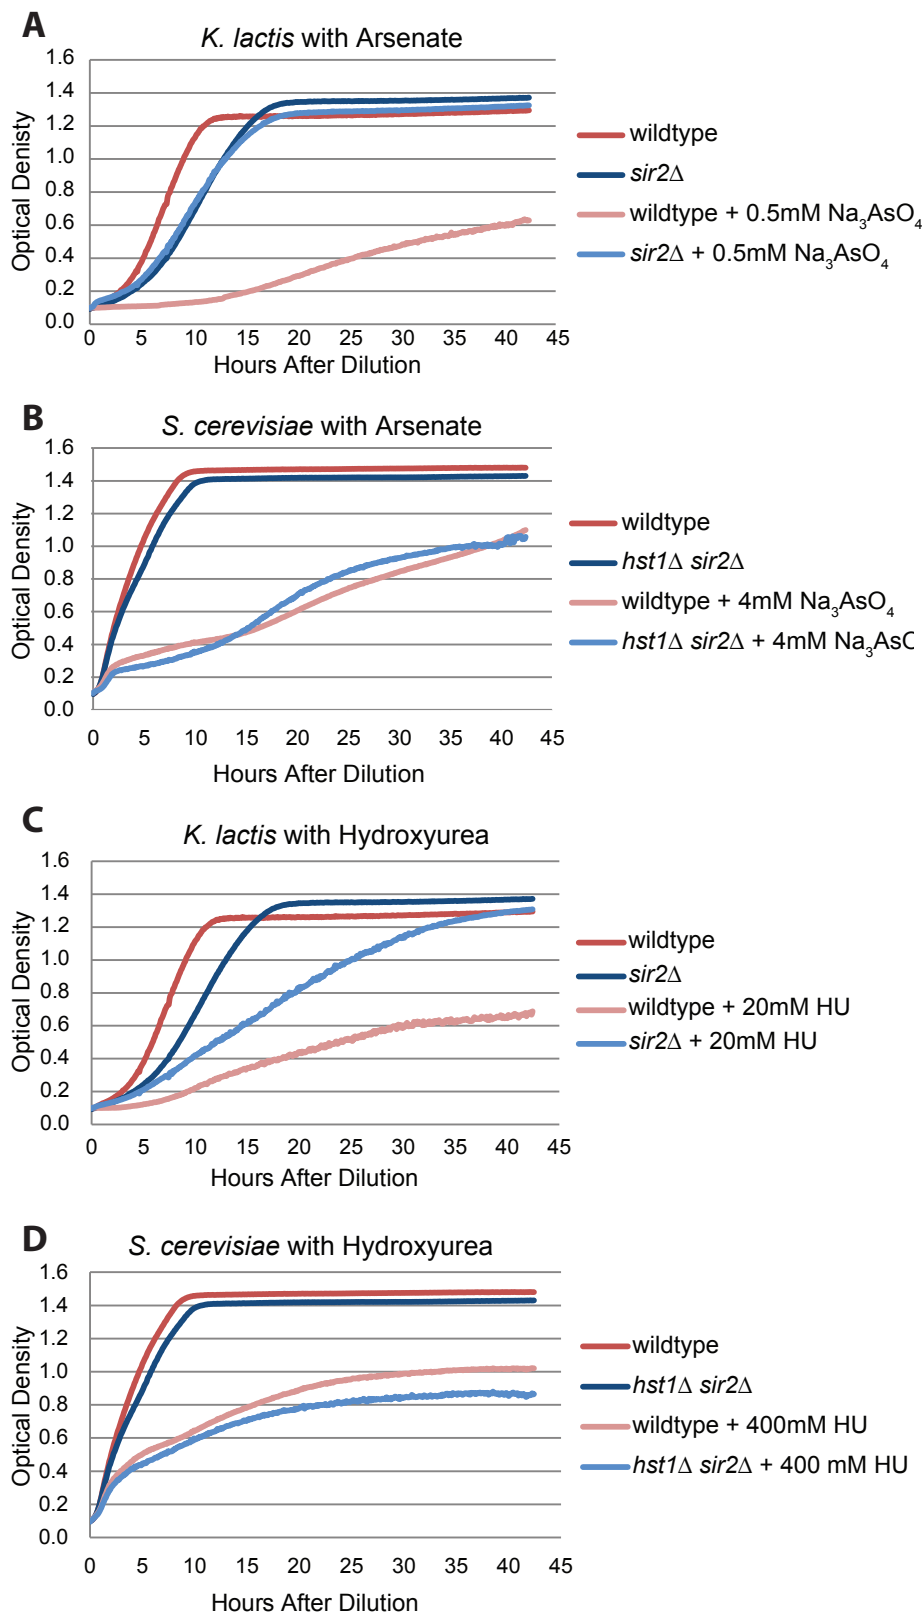 A
K. lactis with Arsenate
1.6
1.4
1.2
1.0
0.8
0.6
0.4
0.2
0.0
Optical Denisty
0 5 10 15 20 25 30 35 40 45
Hours After Dilution
wildtype
sir2Δ
wildtype + 0.5mM Na₃AsO₄
sir2Δ + 0.5mM Na₃AsO₄
B
S. cerevisiae with Arsenate
1.6
1.4
1.2
1.0
0.8
0.6
0.4
0.2
0.0
Optical Density
0 5 10 15 20 25 30 35 40 45
Hours After Dilution
wildtype
hst1Δ sir2Δ
wildtype + 4mM Na₃AsO₄
hst1Δ sir2Δ + 4mM Na₃AsC
C
K. lactis with Hydroxyurea
1.6
1.4
1.2
1.0
0.8
0.6
0.4
0.2
0.0
Optical Density
0 5 10 15 20 25 30 35 40 45
Hours After Dilution
wildtype
sir2Δ
wildtype + 20mM HU
sir2Δ + 20mM HU
D
S. cerevisiae with Hydroxyurea
1.6
1.4
1.2
1.0
0.8
0.6
0.4
0.2
0.0
Optical Density
0 5 10 15 20 25 30 35 40 45
Hours After Dilution
wildtype
hst1Δ sir2Δ
wildtype + 400mM HU
hst1Δ sir2Δ + 400 mM HU